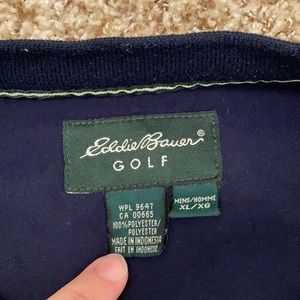 Eddie Bauer®
GOLF
WPL 9647
CA 00665
100%POLYESTER/
POLYESTER
MADE IN INDONESIA
FAIT EN INDONESIE
MENS/HOMME
XL/XG